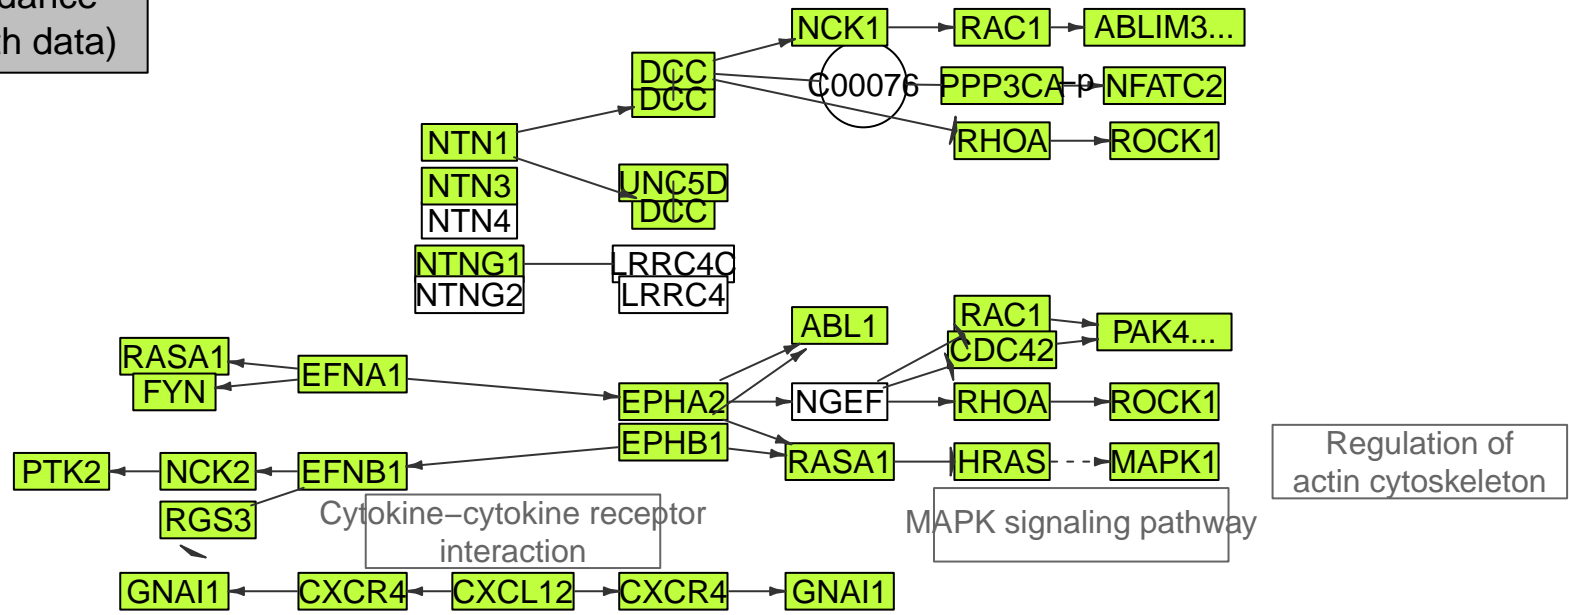 dance
th data)
NCK1
RAC1
ABLIM3...
DCC
DCC
C00076
PPP3CA
-p
NFATC2
NTN1
RHOA
ROCK1
NTN3
NTN4
UNC5D
DCC
NTNG1
NTNG2
LRRC4C
LRRC4
RASA1
FYN
EFNA1
ABL1
RAC1
CDC42
PAK4...
EPHA2
NGEF
RHOA
ROCK1
EPHB1
RASA1
HRAS
MAPK1
PTK2
NCK2
EFNB1
RGS3
Cytokine−cytokine receptor
interaction
MAPK signaling pathway
Regulation of
actin cytoskeleton
GNAI1
CXCR4
CXCL12
CXCR4
GNAI1